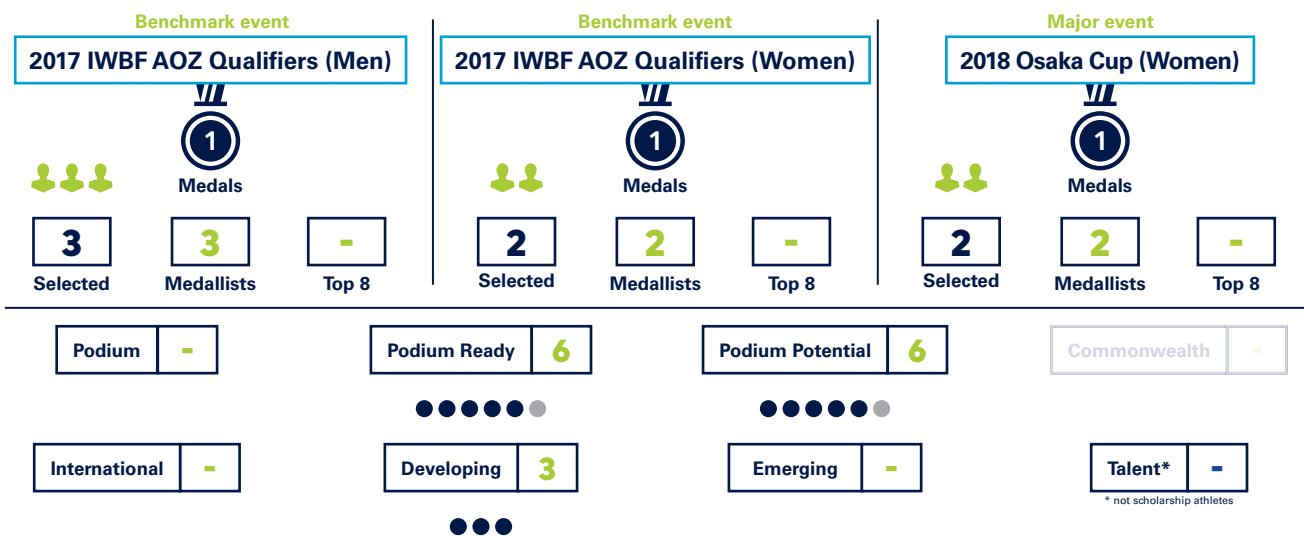 Benchmark event
2017 IWBF AOZ Qualifiers (Men)
1
Medals
3
3
-
Selected
Medallists
Top 8
Benchmark event
2017 IWBF AOZ Qualifiers (Women)
1
Medals
2
2
-
Selected
Medallists
Top 8
Major event
2018 Osaka Cup (Women)
1
Medals
2
2
-
Selected
Medallists
Top 8
Podium -
Podium Ready 6
Podium Potential 6
Commonwealth -
International -
Developing 3
Emerging -
Talent* -
* not scholarship athletes